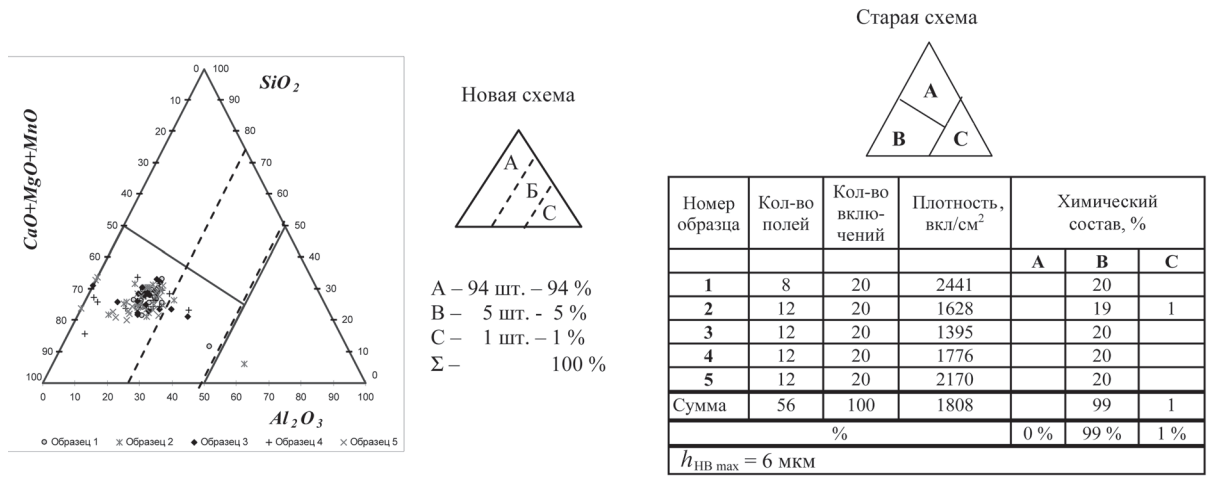 SiO₂
CaO+MgO+MnO
0 100
10 90
20 80
30 70
60
50 50
60 40
70 30
80 20
90 10
100 0
0 10 20 30 40 50 60 70 80 90 100
Al₂O₃
Образец 1 Образец 2 Образец 3 Образец 4 Образец 5
Новая схема
А
Б
С
А – 94 шт. – 94 %
В – 5 шт. - 5 %
С – 1 шт. – 1 %
Σ – 100 %
Старая схема
А
В С
Номер образца Кол-во полей Кол-во вклю-чений Плотность, вкл/см² Химический состав, %
А В С
1 8 20 2441 20
2 12 20 1628 19 1
3 12 20 1395 20
4 12 20 1776 20
5 12 20 2170 20
Сумма 56 100 1808 99 1
% 0 % 99 % 1 %
hНВ max = 6 мкм